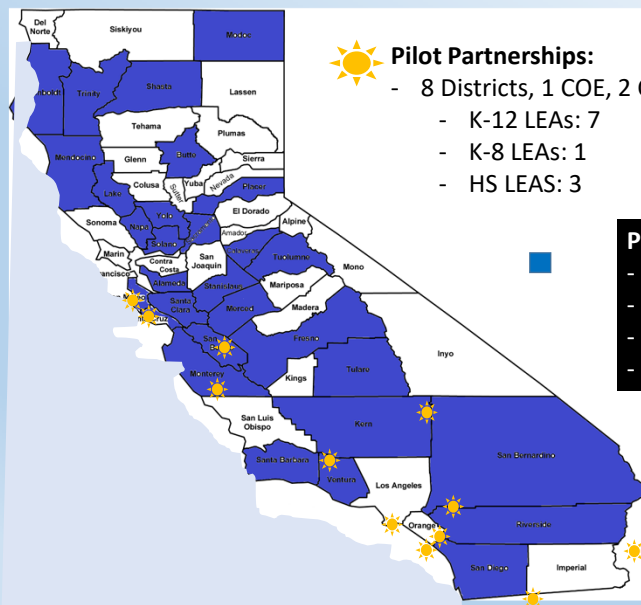 Del
Norte
Siskiyou
Modoc
mboldt
Trinity
Shasta
Lassen
Tehama
Plumas
Mendocino
Glenn
Butte
Sierra
Colusa
Sutter
Yuba
Nevada
Placer
Lake
El Dorado
Sonoma
Napa
Yolo
Alpine
Amador
Solano
Marin
Contra
Costa
San
Joaquin
Tuolumne
Mono
rancisco
Alameda
Stanislaus
Mariposa
Santa
Clara
Merced
Madera
San
Fresno
Inyo
Monterey
Kings
Tulare
San Luis
Obispo
Kern
San Bernardino
Santa Barbara
Ventura
Los Angeles
Orange
Riverside
San Diego
Imperial
Pilot Partnerships:
- 8 Districts, 1 COE, 2
- K-12 LEAs: 7
- K-8 LEAs: 1
- HS LEAS: 3
P
-
-
-
-